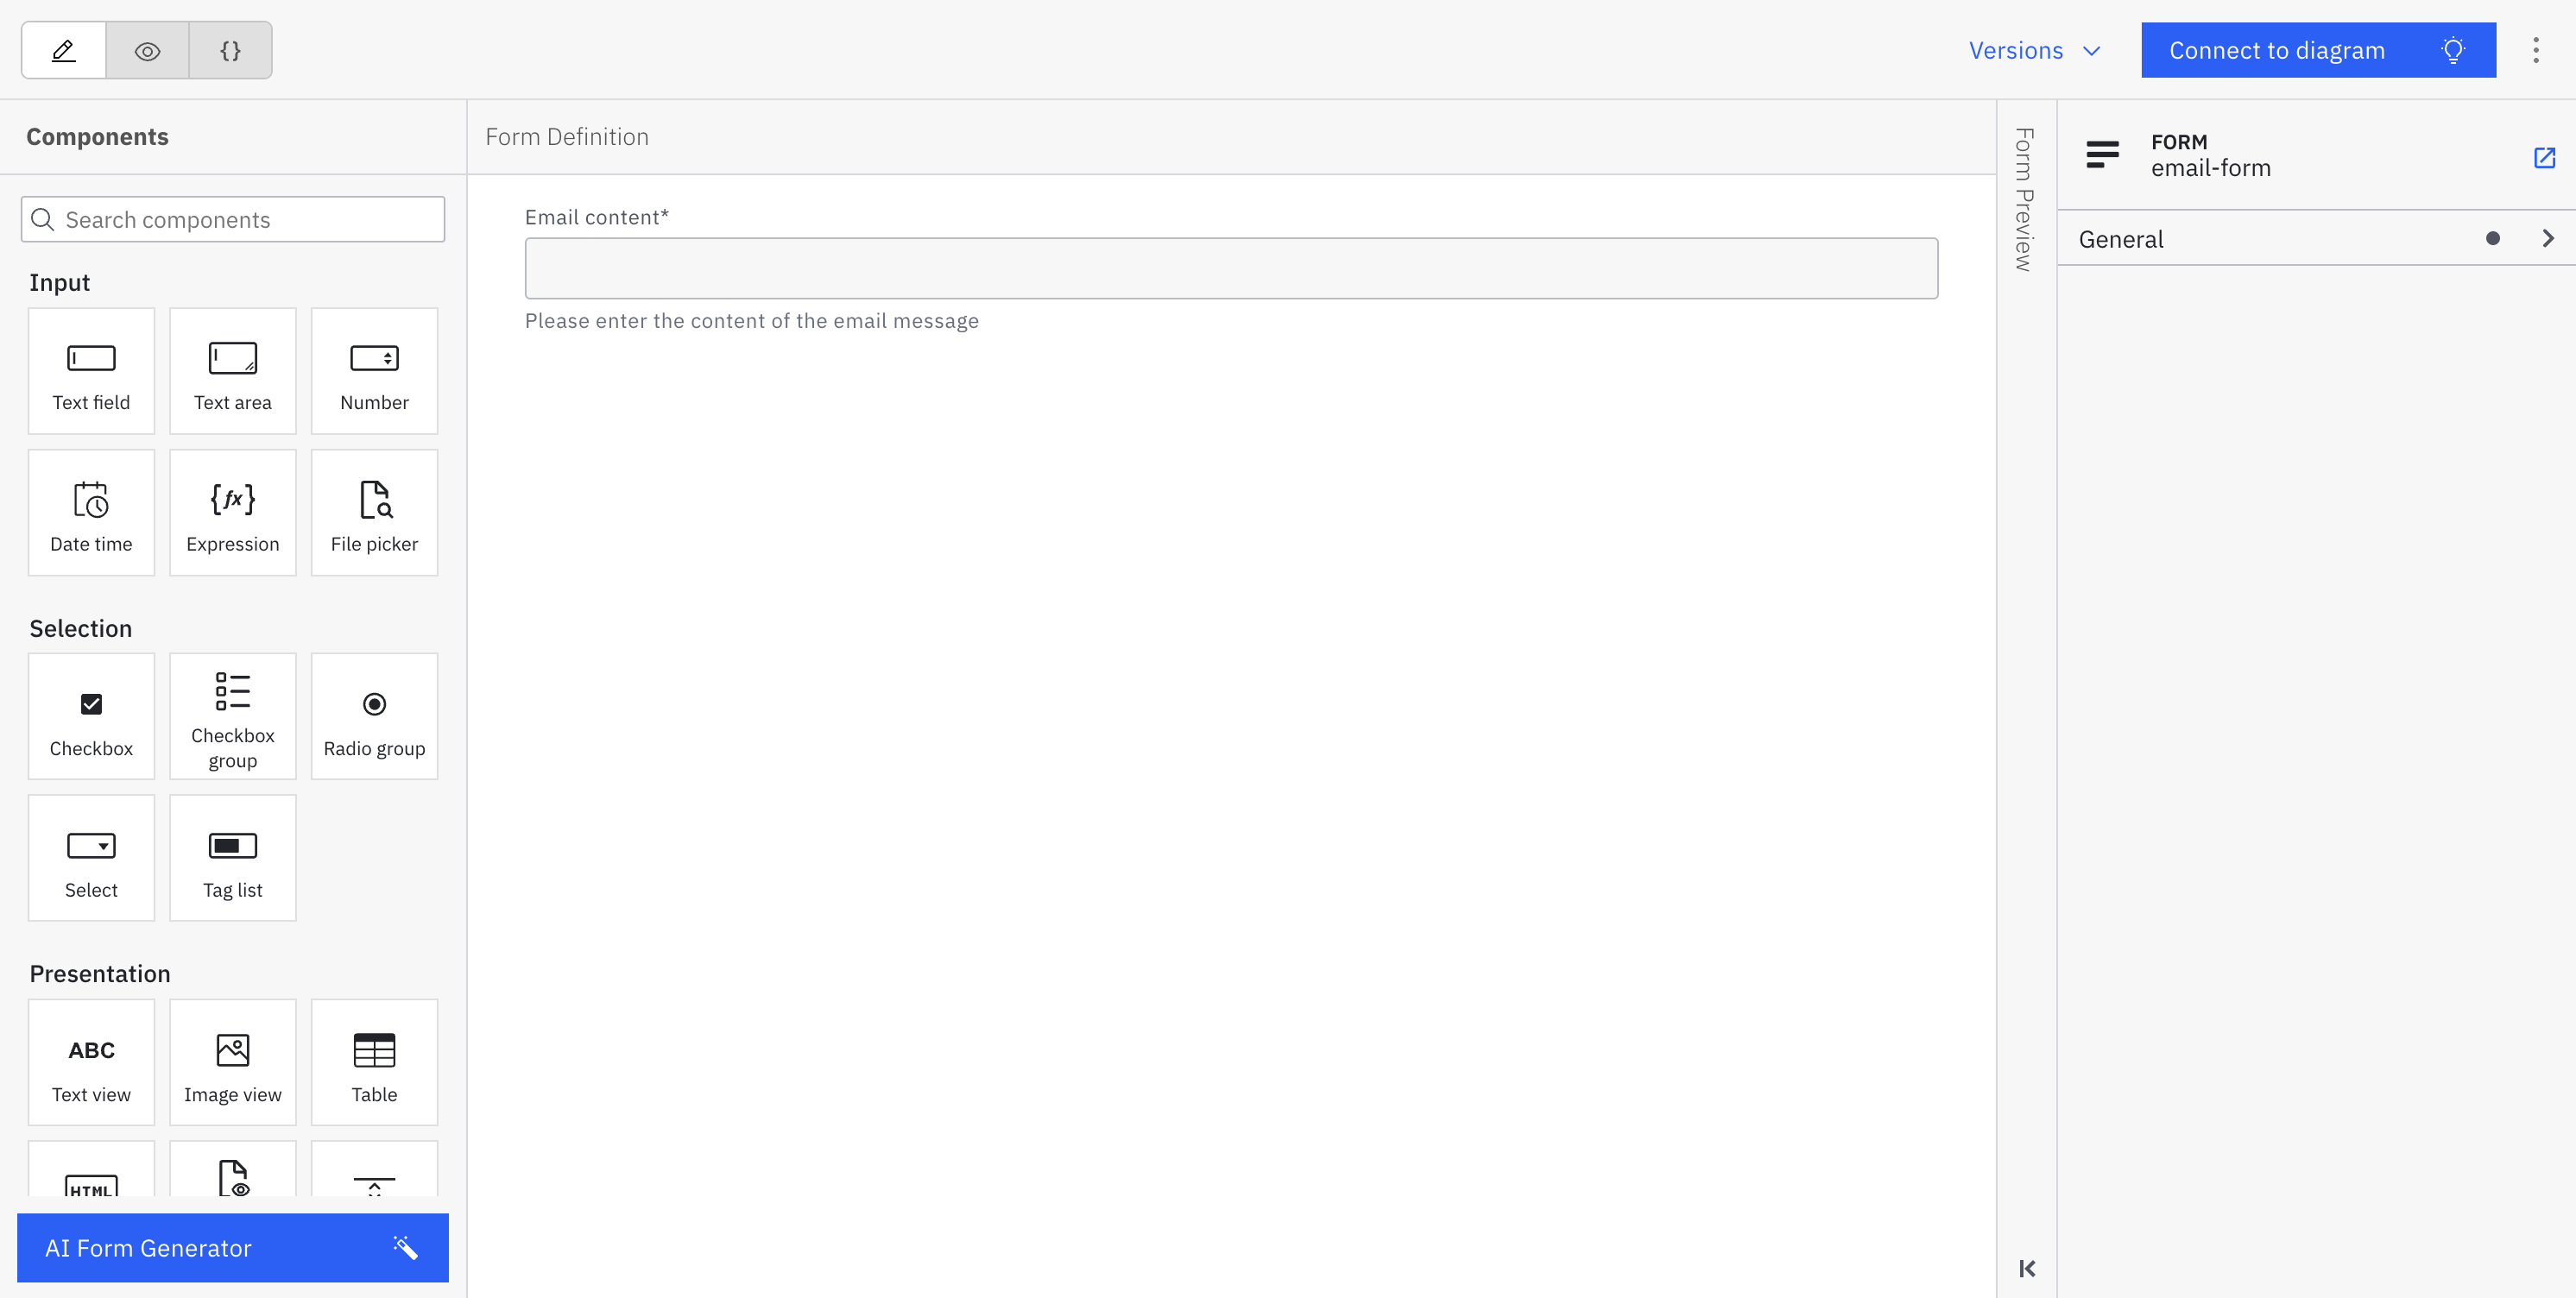 {}
Versions
Connect to diagram
Components
Search components
Input
Text field
Text area
Number
Date time
{fx}
Expression
File picker
Selection
Checkbox
Checkbox
group
Radio group
Select
Tag list
Presentation
ABC
Text view
Image view
Table
HTML
AI Form Generator
Form Definition
Email content*
Please enter the content of the email message
Form Preview
FORM
email-form
General